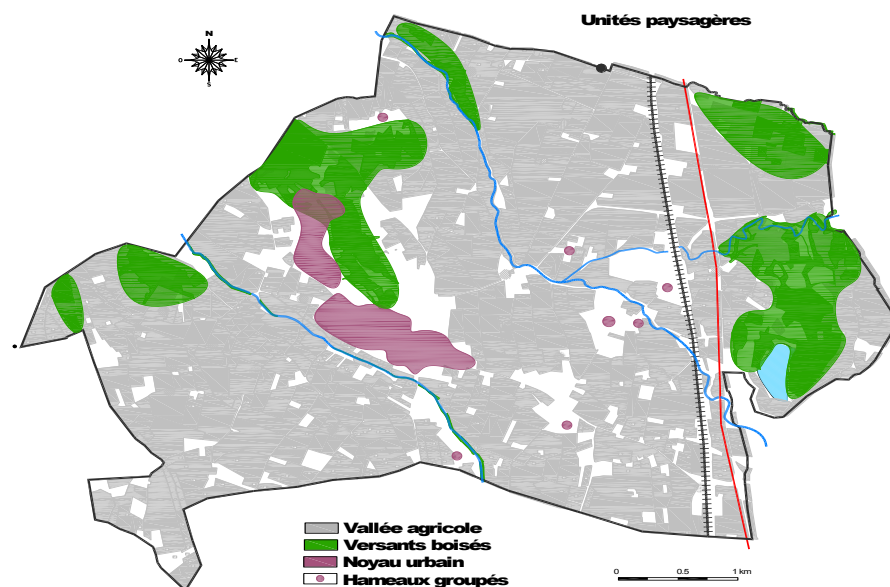 Unités paysagères
N
O
E
S
Vallée agricole
Versants boisés
Noyau urbain
Hameaux groupés
0 0.5 1 km